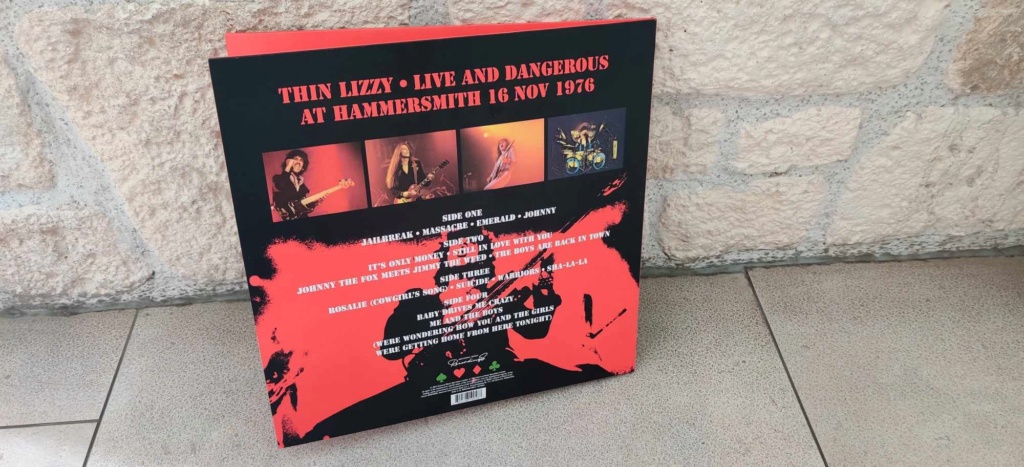 THIN LIZZY • LIVE AND DANGEROUS
AT HAMMERSMITH 16 NOV 1976
SIDE ONE
JAILBREAK • MASSACRE • EMERALD • JOHNNY
SIDE TWO
IT'S ONLY MONEY • STILL IN LOVE WITH YOU
JOHNNY THE FOX MEETS JIMMY THE WEED • THE BOYS ARE BACK IN TOWN
SIDE THREE
ROSALIE (COWGIRL'S SONG) • SUICIDE • WARRIORS • SHA-LA-LA
SIDE FOUR
BABY DRIVES ME CRAZY.
ME AND THE BOYS
(WERE WONDERING HOW YOU AND THE GIRLS
WERE GETTING HOME FROM HERE TONIGHT)